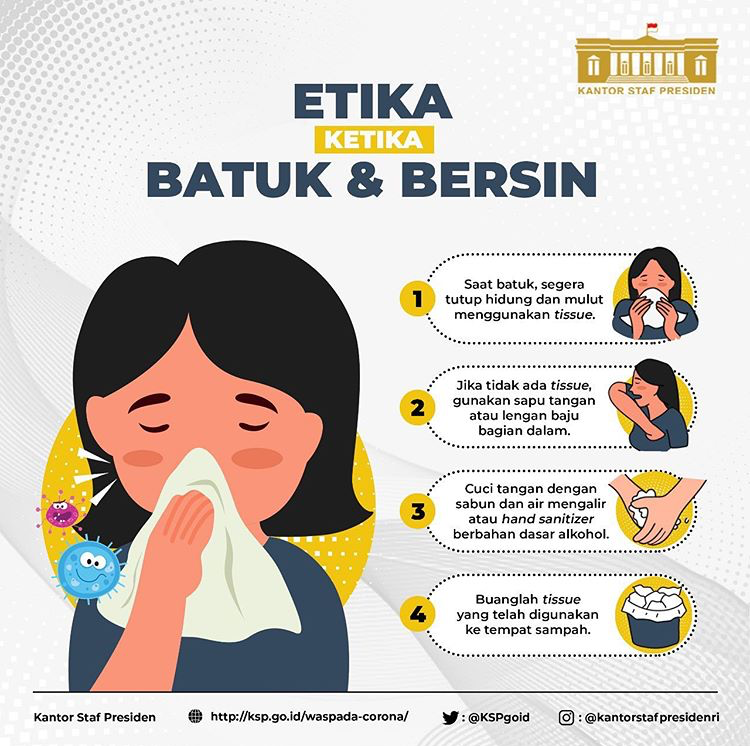 KANTOR STAF PRESIDEN
ETIKA
KETIKA
BATUK & BERSIN
1
Saat batuk, segera
tutup hidung dan mulut
menggunakan tissue.
2
Jika tidak ada tissue,
gunakan sapu tangan
atau lengan baju
bagian dalam.
3
Cuci tangan dengan
sabun dan air mengalir
atau hand sanitizer
berbahan dasar alkohol.
4
Buanglah tissue
yang telah digunakan
ke tempat sampah.
Kantor Staf Presiden http://ksp.go.id/waspada-corona/ : @KSPgoid : @kantorstafpresidenri